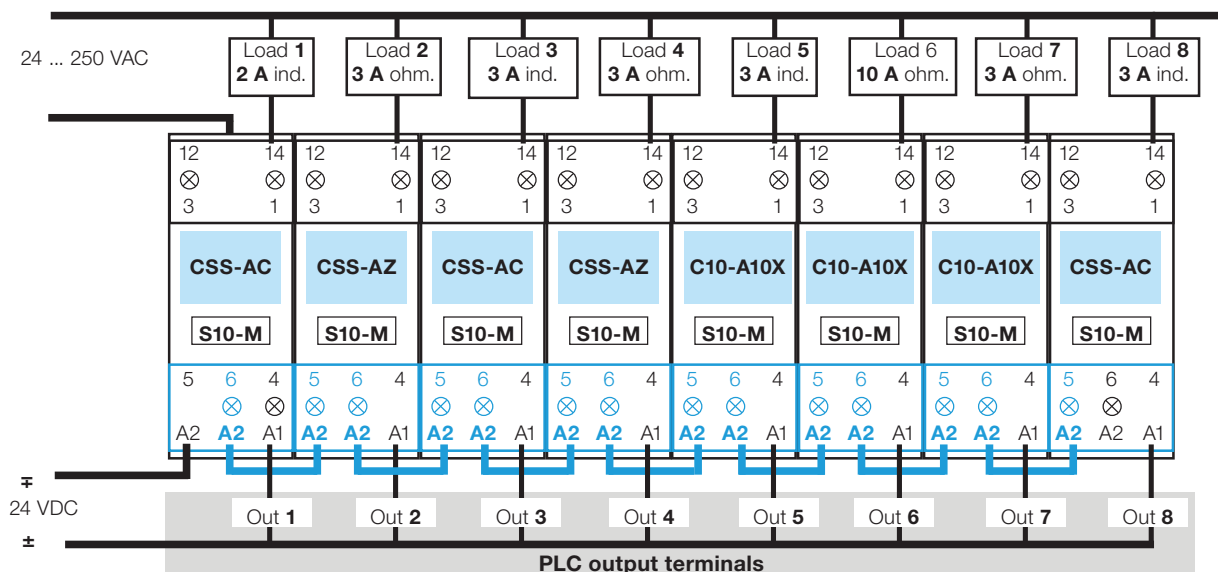 24 ... 250 VAC
Load 1 Load 2 Load 3 Load 4 Load 5 Load 6 Load 7 Load 8
2 A ind. 3 A ohm. 3 A ind. 3 A ohm. 3 A ind. 10 A ohm. 3 A ohm. 3 A ind.
12 14 12 14 12 14 12 14 12 14 12 14 12 14 12 14
3 1 3 1 3 1 3 1 3 1 3 1 3 1 3 1
CSS-AC CSS-AZ CSS-AC CSS-AZ C10-A10X C10-A10X C10-A10X CSS-AC
S10-M S10-M S10-M S10-M S10-M S10-M S10-M S10-M
5 6 4 5 6 4 5 6 4 5 6 4 5 6 4 5 6 4 5 6 4 5 6 4
A2 A2 A1 A2 A2 A1 A2 A2 A1 A2 A2 A1 A2 A2 A1 A2 A2 A1 A2 A2 A1 A2 A2 A1
∓
24 VDC
±
Out 1 Out 2 Out 3 Out 4 Out 5 Out 6 Out 7 Out 8
PLC output terminals